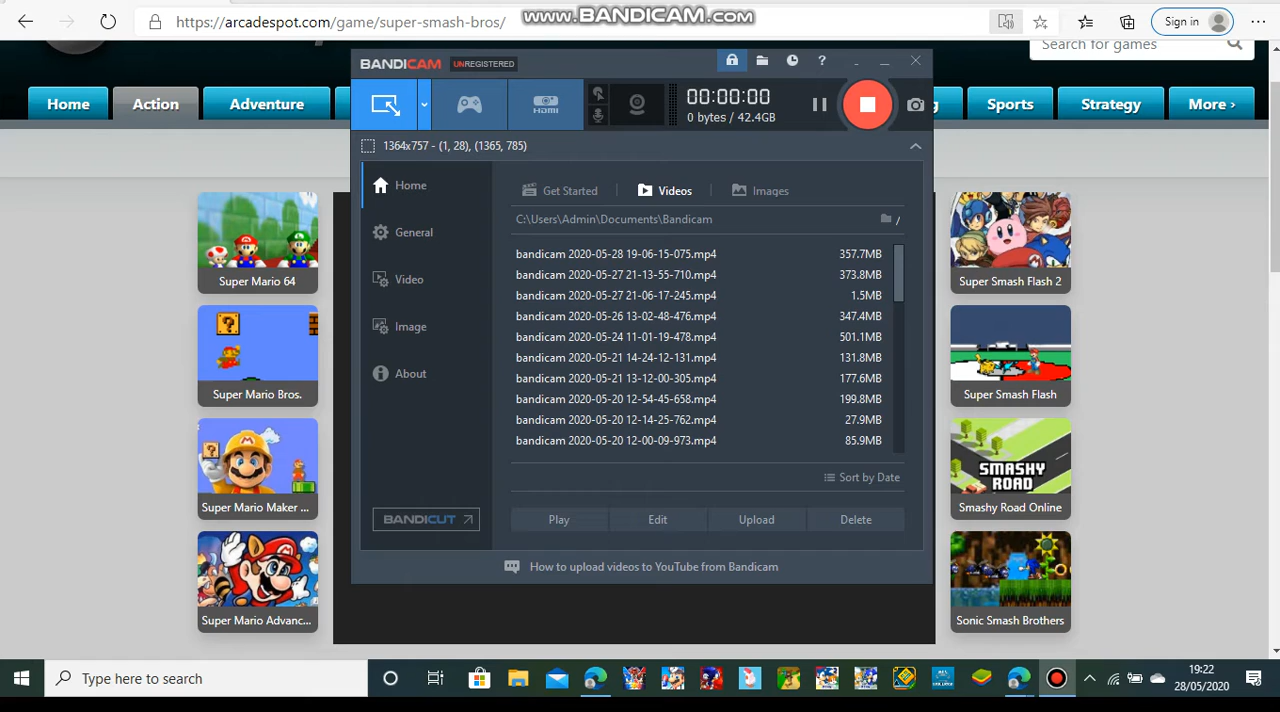 https://arcadespot.com/game/super-smash-bros/
www.BANDICAM.com
Sign in
Search for games
Home
Action
Adventure
Sports
Strategy
More ›
BANDICAM UNREGISTERED
HDMI
00:00:00
0 bytes / 42.4GB
1364x757 - (1, 28), (1365, 785)
Home
General
Video
Image
About
BANDICUT
Get Started
Videos
Images
C:\Users\Admin\Documents\Bandicam
/
bandicam 2020-05-28 19-06-15-075.mp4 357.7MB
bandicam 2020-05-27 21-13-55-710.mp4 373.8MB
bandicam 2020-05-27 21-06-17-245.mp4 1.5MB
bandicam 2020-05-26 13-02-48-476.mp4 347.4MB
bandicam 2020-05-24 11-01-19-478.mp4 501.1MB
bandicam 2020-05-21 14-24-12-131.mp4 131.8MB
bandicam 2020-05-21 13-12-00-305.mp4 177.6MB
bandicam 2020-05-20 12-54-45-658.mp4 199.8MB
bandicam 2020-05-20 12-14-25-762.mp4 27.9MB
bandicam 2020-05-20 12-00-09-973.mp4 85.9MB
Sort by Date
Play
Edit
Upload
Delete
How to upload videos to YouTube from Bandicam
Super Mario 64
Super Mario Bros.
Super Mario Maker ...
Super Mario Advanc...
Super Smash Flash 2
Super Smash Flash
SMASHY ROAD
Smashy Road Online
Sonic Smash Brothers
Type here to search
19:22
28/05/2020